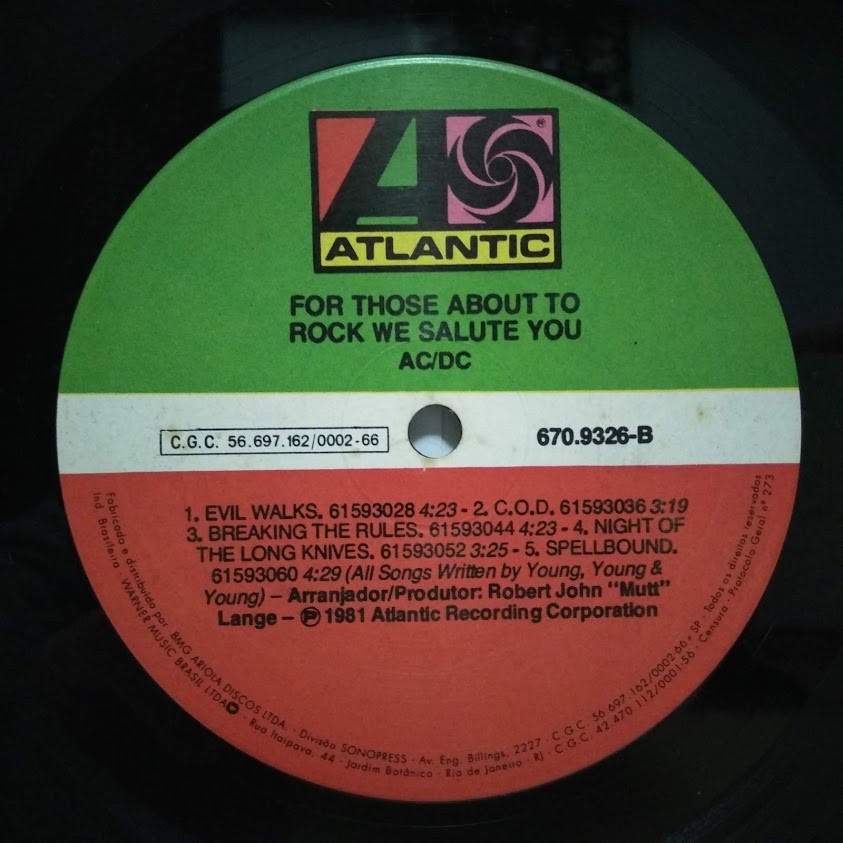 ATLANTIC
®
FOR THOSE ABOUT TO
ROCK WE SALUTE YOU
AC/DC
C.G.C. 56.697.162/0002-66
670.9326-B
1. EVIL WALKS. 61593028 4:23 - 2. C.O.D. 61593036 3:19
3. BREAKING THE RULES. 61593044 4:23 - 4. NIGHT OF
THE LONG KNIVES. 61593052 3:25 - 5. SPELLBOUND.
61593060 4:29 (All Songs Written by Young, Young &
Young) – Arranjador/Produtor: Robert John "Mutt"
Lange – ℗ 1981 Atlantic Recording Corporation
Fabricado e distribuído por BMG ARIOLA DISCOS LTDA. · Divisão SONOPRESS · Av. Eng. Billings, 2227 · C.G.C. 56.697.162/0002-66 · SP · Todos os direitos reservados
Ind. Brasileira · WARNER MUSIC BRASIL LTDA · Rua Itaipava, 44 · Jardim Botânico · Rio de Janeiro · RJ · C.G.C. 42.470.112/0001-56 · Censura · Protocolo Geral nº 273